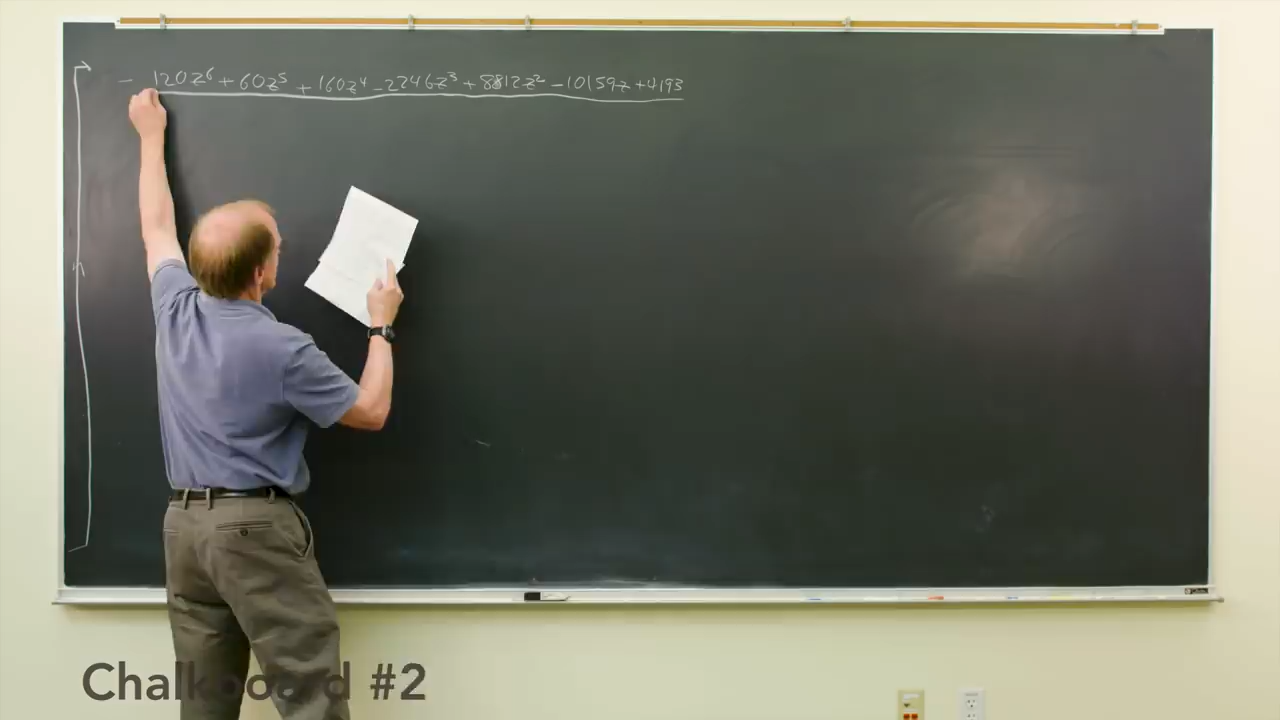 - 120z⁶ + 60z⁵ + 160z⁴ - 2246z³ + 8812z² - 10159z + 4193
n
Chalkboard #2